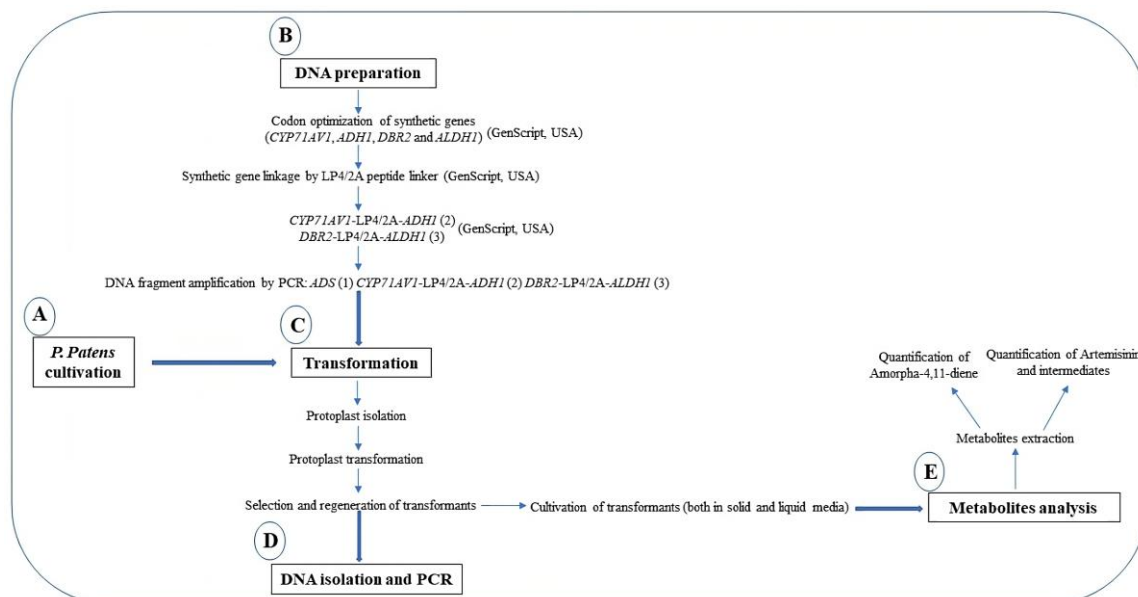 B
DNA preparation
Codon optimization of synthetic genes
(CYP71AV1, ADH1, DBR2 and ALDH1) (GenScript, USA)
Synthetic gene linkage by LP4/2A peptide linker (GenScript, USA)
CYP71AV1-LP4/2A-ADH1 (2)
DBR2-LP4/2A-ALDH1 (3) (GenScript, USA)
DNA fragment amplification by PCR: ADS (1) CYP71AV1-LP4/2A-ADH1 (2) DBR2-LP4/2A-ALDH1 (3)
A
P. Patens
cultivation
C
Transformation
Protoplast isolation
Protoplast transformation
Selection and regeneration of transformants
Cultivation of transformants (both in solid and liquid media)
D
DNA isolation and PCR
Quantification of
Amorpha-4,11-diene
Quantification of Artemisinin
and intermediates
Metabolites extraction
E
Metabolites analysis